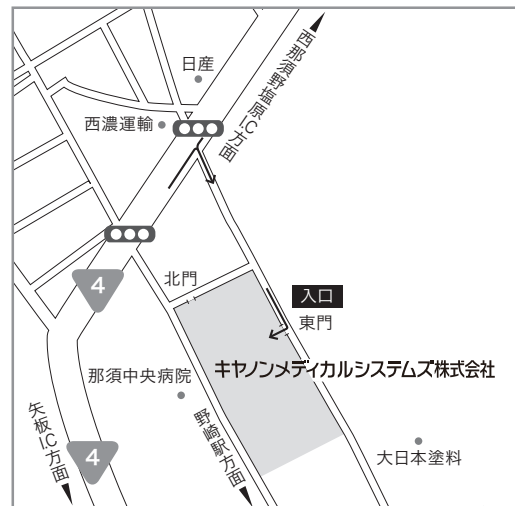 日産
西那須野塩原I.C方面
西濃運輸
4
北門
入口
東門
キヤノンメディカルシステムズ株式会社
那須中央病院
矢板I.C方面
4
野崎駅方面
大日本塗料